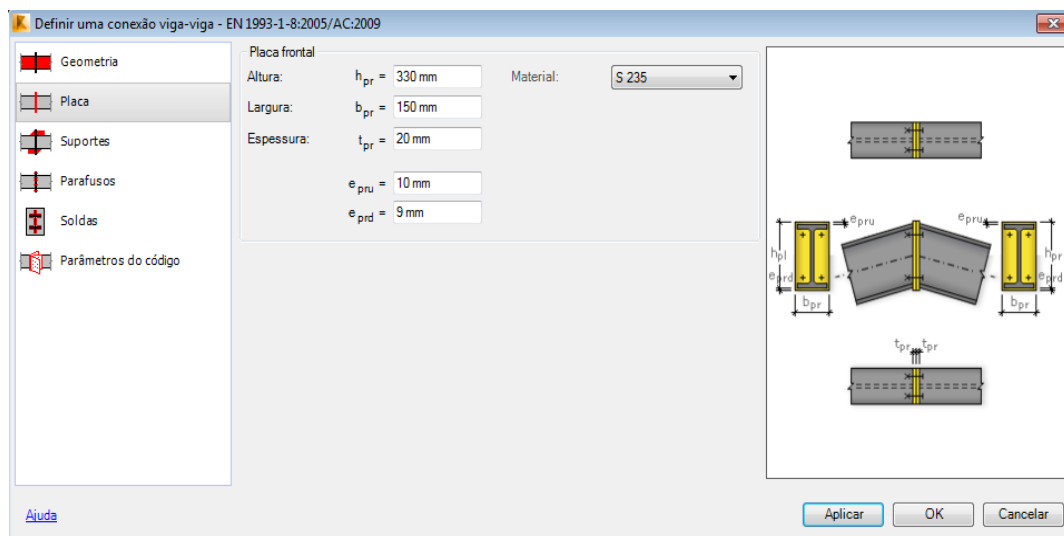 Definir uma conexão viga-viga - EN 1993-1-8:2005/AC:2009
Geometria
Placa
Suportes
Parafusos
Soldas
Parâmetros do código
Placa frontal
Altura: hpr = 330 mm Material: S 235
Largura: bpr = 150 mm
Espessura: tpr = 20 mm
epru = 10 mm
eprd = 9 mm
epru epru
hpl hpr
eprd eprd
bpr bpr
tpr tpr
Ajuda
Aplicar OK Cancelar